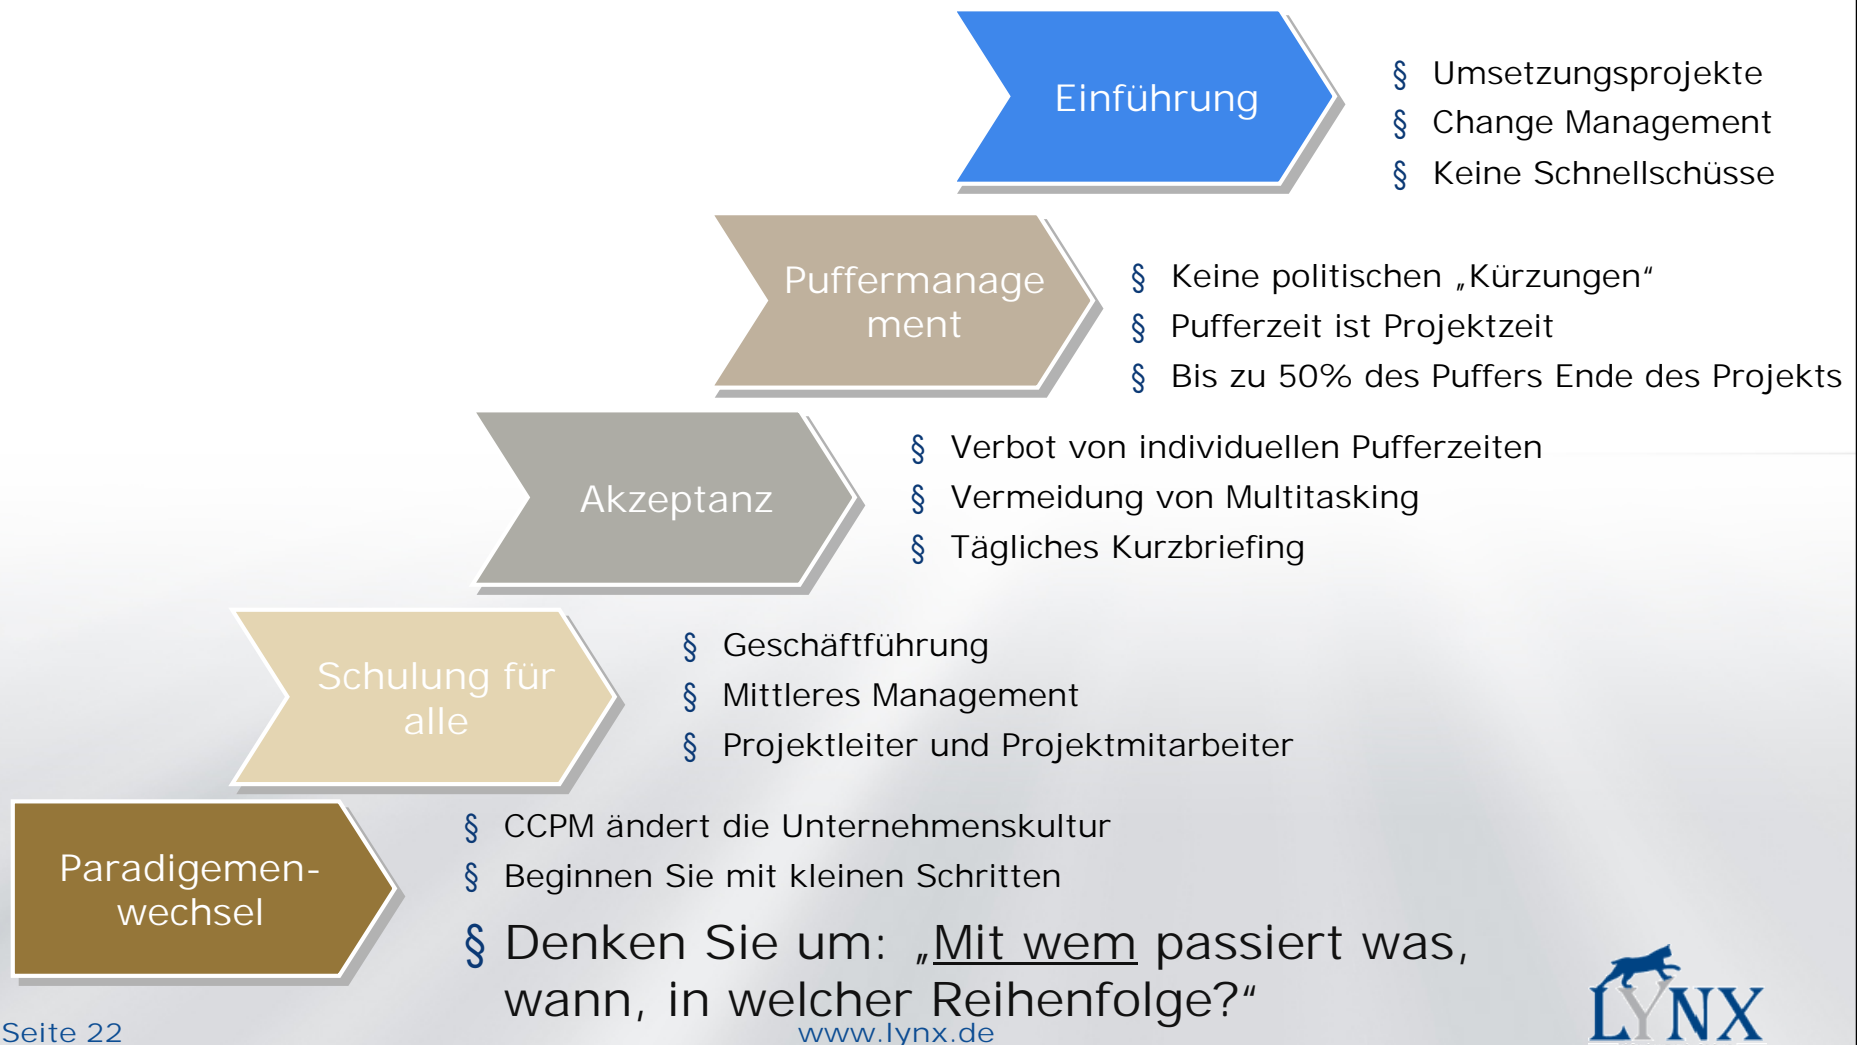 Einführung
§ Umsetzungsprojekte
§ Change Management
§ Keine Schnellschüsse
Puffermanage
ment
§ Keine politischen „Kürzungen“
§ Pufferzeit ist Projektzeit
§ Bis zu 50% des Puffers Ende des Projekts
Akzeptanz
§ Verbot von individuellen Pufferzeiten
§ Vermeidung von Multitasking
§ Tägliches Kurzbriefing
Schulung für
alle
§ Geschäftführung
§ Mittleres Management
§ Projektleiter und Projektmitarbeiter
Paradigemen-
wechsel
§ CCPM ändert die Unternehmenskultur
§ Beginnen Sie mit kleinen Schritten
§ Denken Sie um: „Mit wem passiert was,
wann, in welcher Reihenfolge?“
Seite 22
www.lynx.de
LYNX